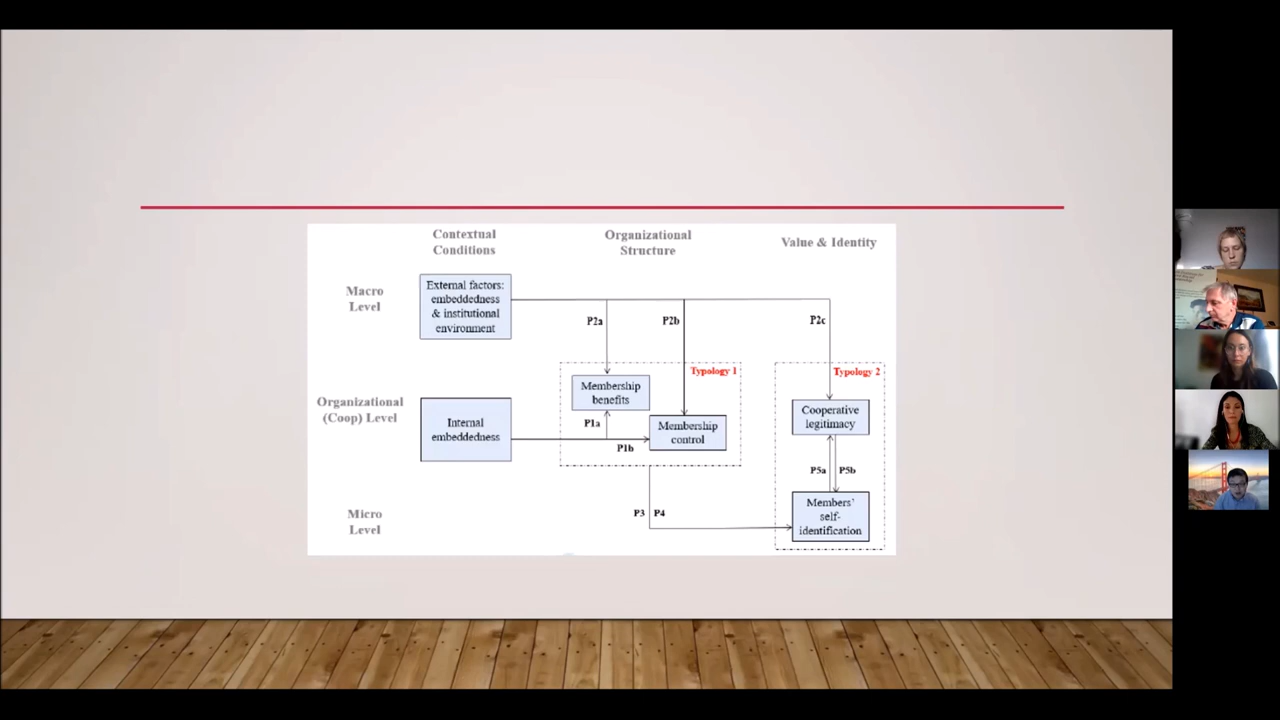 Contextual
Conditions
Organizational
Structure
Value & Identity
Macro
Level
External factors:
embeddedness
& institutional
environment
P2a
P2b
P2c
Typology 1
Typology 2
Membership
benefits
Organizational
(Coop) Level
Internal
embeddedness
P1a
P1b
Membership
control
Cooperative
legitimacy
P5a
P5b
Micro
Level
P3
P4
Members'
self-
identification